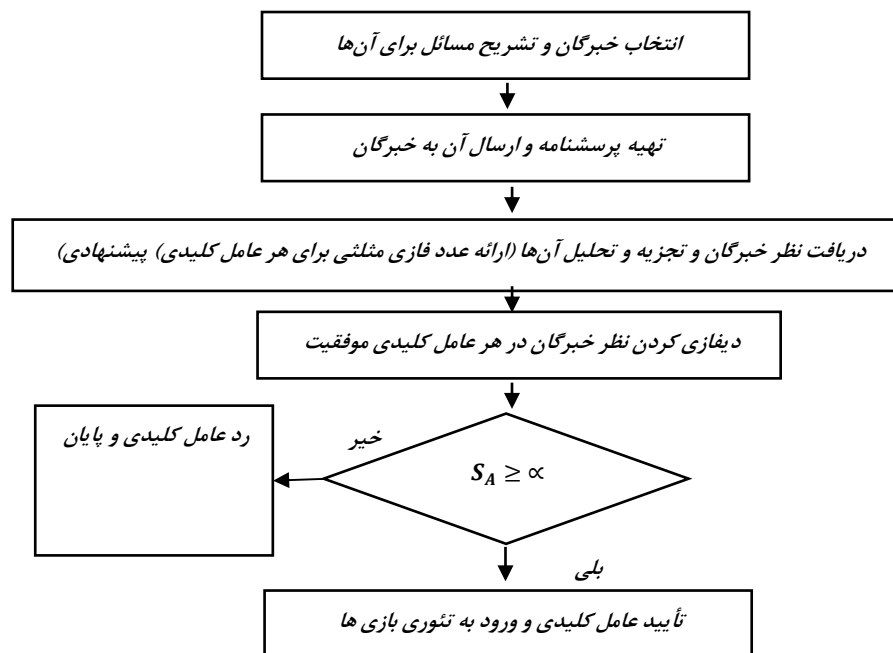 انتخاب خبرگان و تشریح مسائل برای آن‌ها
تهیه پرسشنامه و ارسال آن به خبرگان
دریافت نظر خبرگان و تجزیه و تحلیل آن‌ها (ارائه عدد فازی مثلثی برای هر عامل کلیدی) پیشنهادی)
دیفازی کردن نظر خبرگان در هر عامل کلیدی موفقیت
رد عامل کلیدی و پایان
خیر
S_A ≥ ∝
بلی
تأیید عامل کلیدی و ورود به تئوری بازی ها